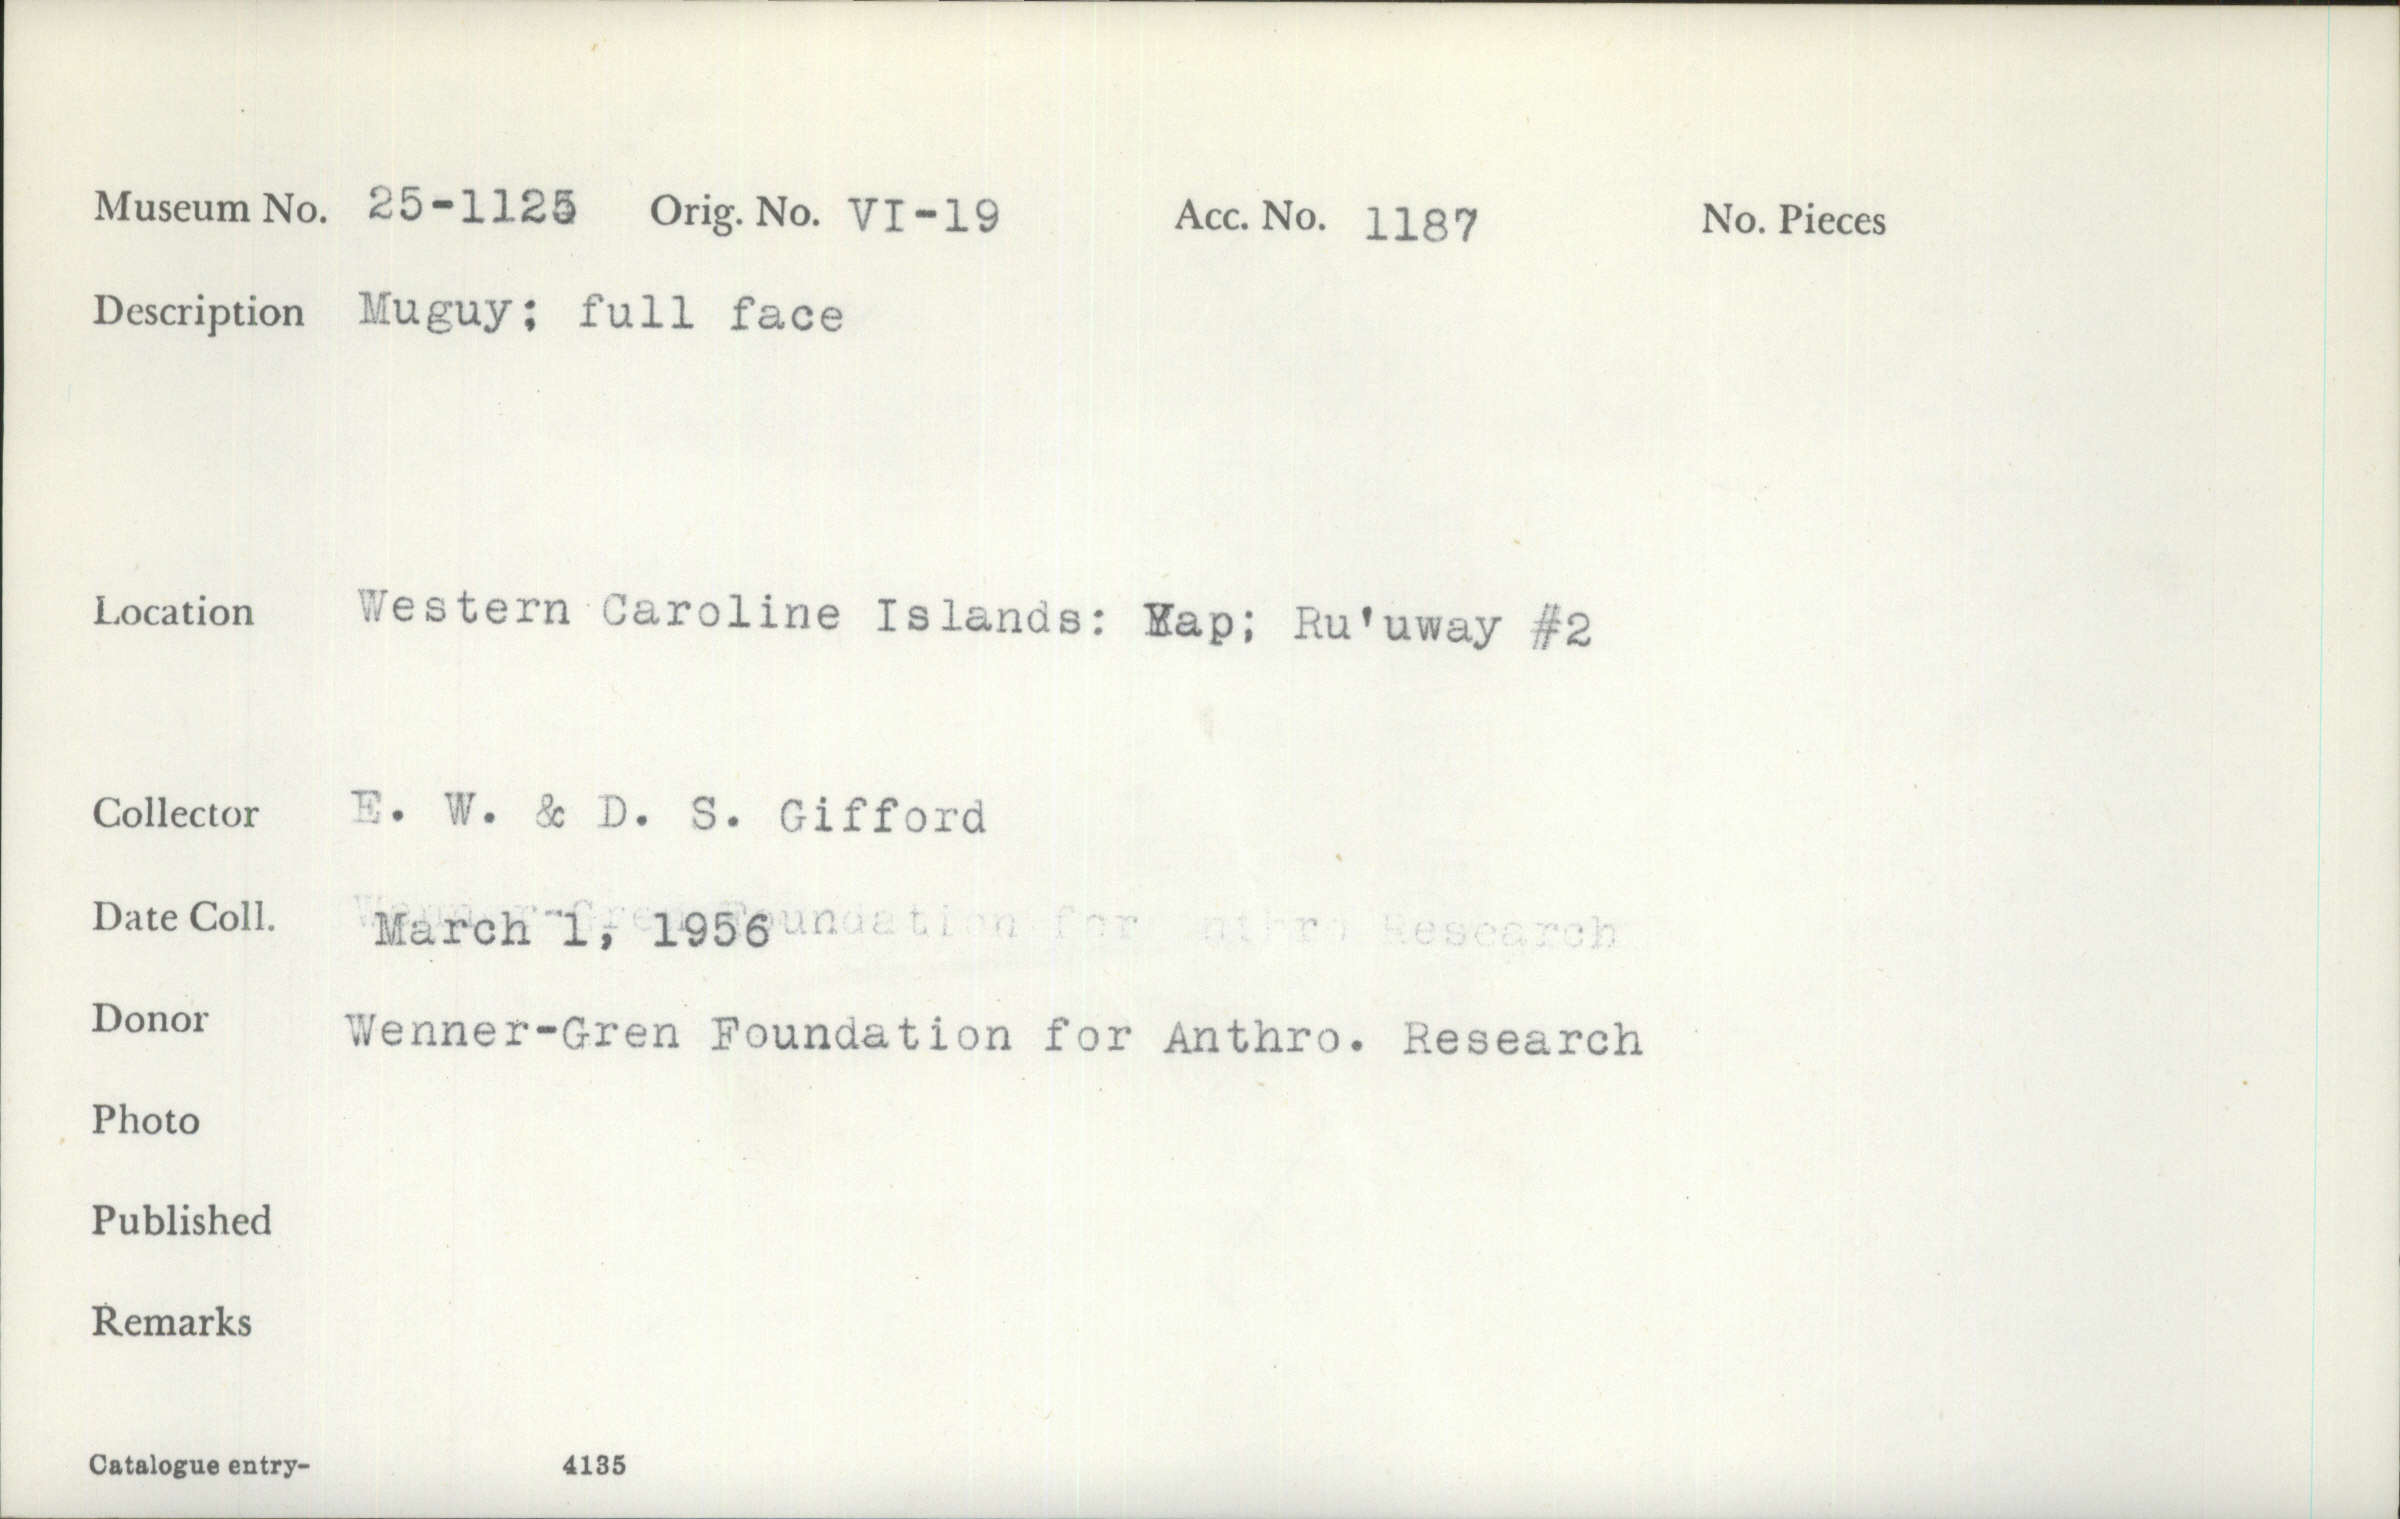 Museum No. 25-1125 Orig. No. VI-19 Acc. No. 1187 No. Pieces
Description Muguy; full face
Location Western Caroline Islands: Yap; Ru'uway #2
Collector E. W. & D. S. Gifford
Date Coll. March 1, 1956
Donor Wenner-Gren Foundation for Anthro. Research
Photo
Published
Remarks
Catalogue entry- 4135